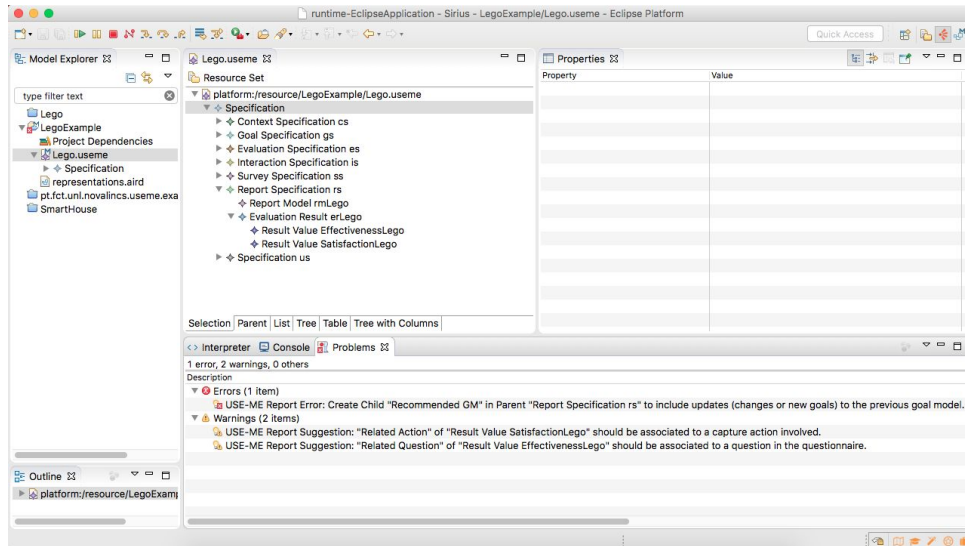 runtime-EclipseApplication - Sirius - LegoExample/Lego.useme - Eclipse Platform
Quick Access
Model Explorer
type filter text
Lego
LegoExample
Project Dependencies
Lego.useme
Specification
representations.aird
pt.fct.unl.novalincs.useme.exa
SmartHouse
Lego.useme
Resource Set
platform:/resource/LegoExample/Lego.useme
Specification
Context Specification cs
Goal Specification gs
Evaluation Specification es
Interaction Specification is
Survey Specification ss
Report Specification rs
Report Model rmLego
Evaluation Result erLego
Result Value EffectivenessLego
Result Value SatisfactionLego
Specification us
Selection Parent List Tree Table Tree with Columns
Properties
Property Value
Interpreter Console Problems
1 error, 2 warnings, 0 others
Description
Errors (1 item)
USE-ME Report Error: Create Child "Recommended GM" in Parent "Report Specification rs" to include updates (changes or new goals) to the previous goal model.
Warnings (2 items)
USE-ME Report Suggestion: "Related Action" of "Result Value SatisfactionLego" should be associated to a capture action involved.
USE-ME Report Suggestion: "Related Question" of "Result Value EffectivenessLego" should be associated to a question in the questionnaire.
Outline
platform:/resource/LegoExamp